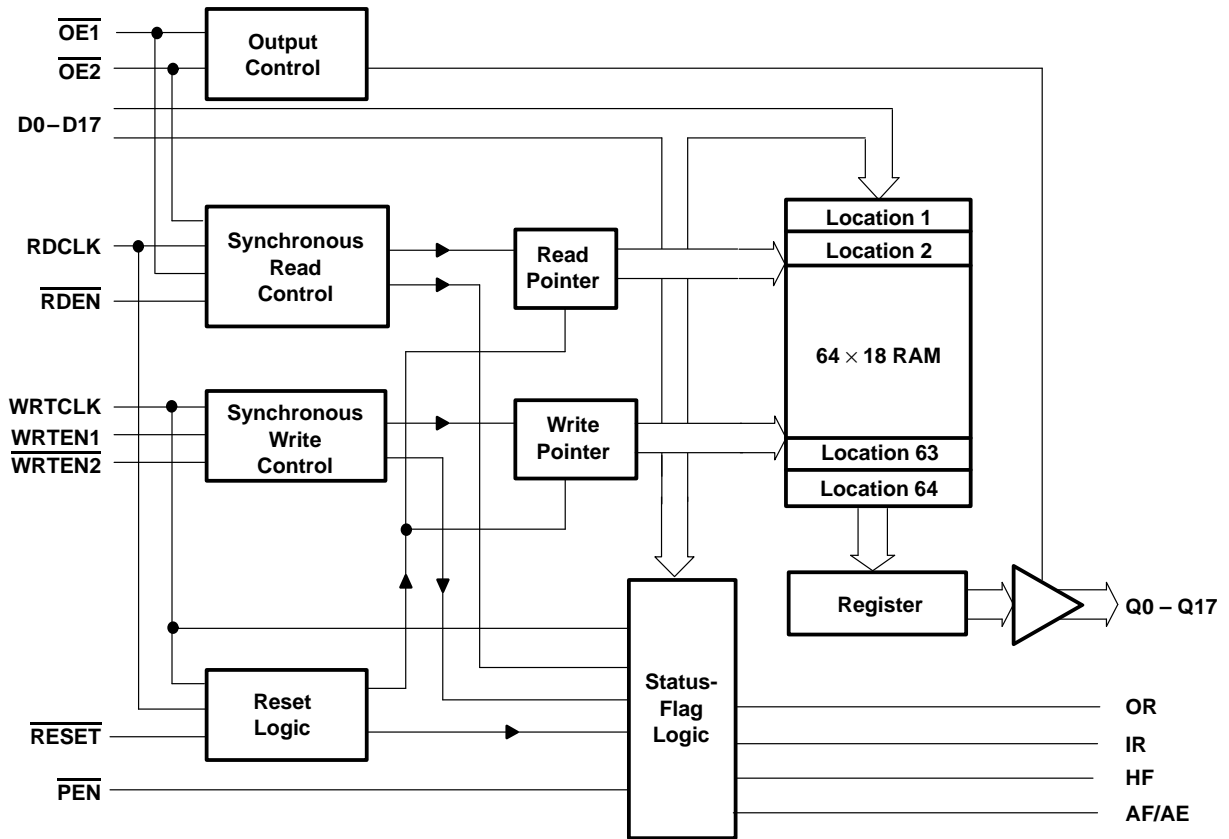 OE1
OE2
Output
Control
D0–D17
RDCLK
RDEN
Synchronous
Read
Control
Read
Pointer
Location 1
Location 2
64 × 18 RAM
Location 63
Location 64
WRTCLK
WRTEN1
WRTEN2
Synchronous
Write
Control
Write
Pointer
Register
Q0 – Q17
RESET
PEN
Reset
Logic
Status-
Flag
Logic
OR
IR
HF
AF/AE